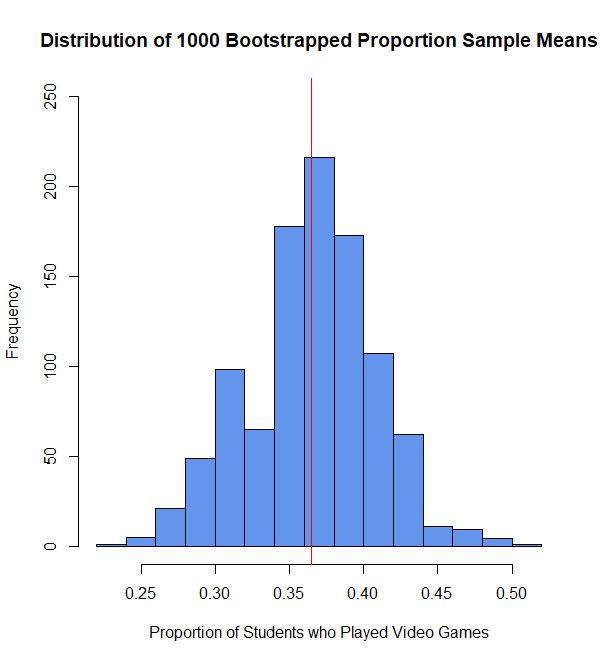 Distribution of 1000 Bootstrapped Proportion Sample Means
Frequency
250
200
150
100
50
0
0.25 0.30 0.35 0.40 0.45 0.50
Proportion of Students who Played Video Games